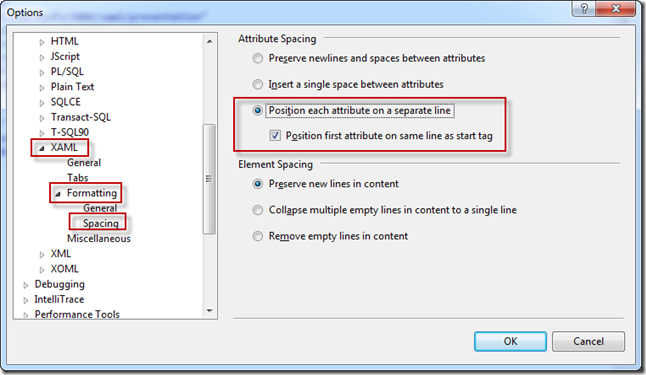 Options
HTML
JScript
PL/SQL
Plain Text
SQLCE
Transact-SQL
T-SQL90
XAML
General
Tabs
Formatting
General
Spacing
Miscellaneous
XML
XOML
Debugging
IntelliTrace
Performance Tools
Attribute Spacing
Preserve newlines and spaces between attributes
Insert a single space between attributes
Position each attribute on a separate line
Position first attribute on same line as start tag
Element Spacing
Preserve new lines in content
Collapse multiple empty lines in content to a single line
Remove empty lines in content
OK
Cancel